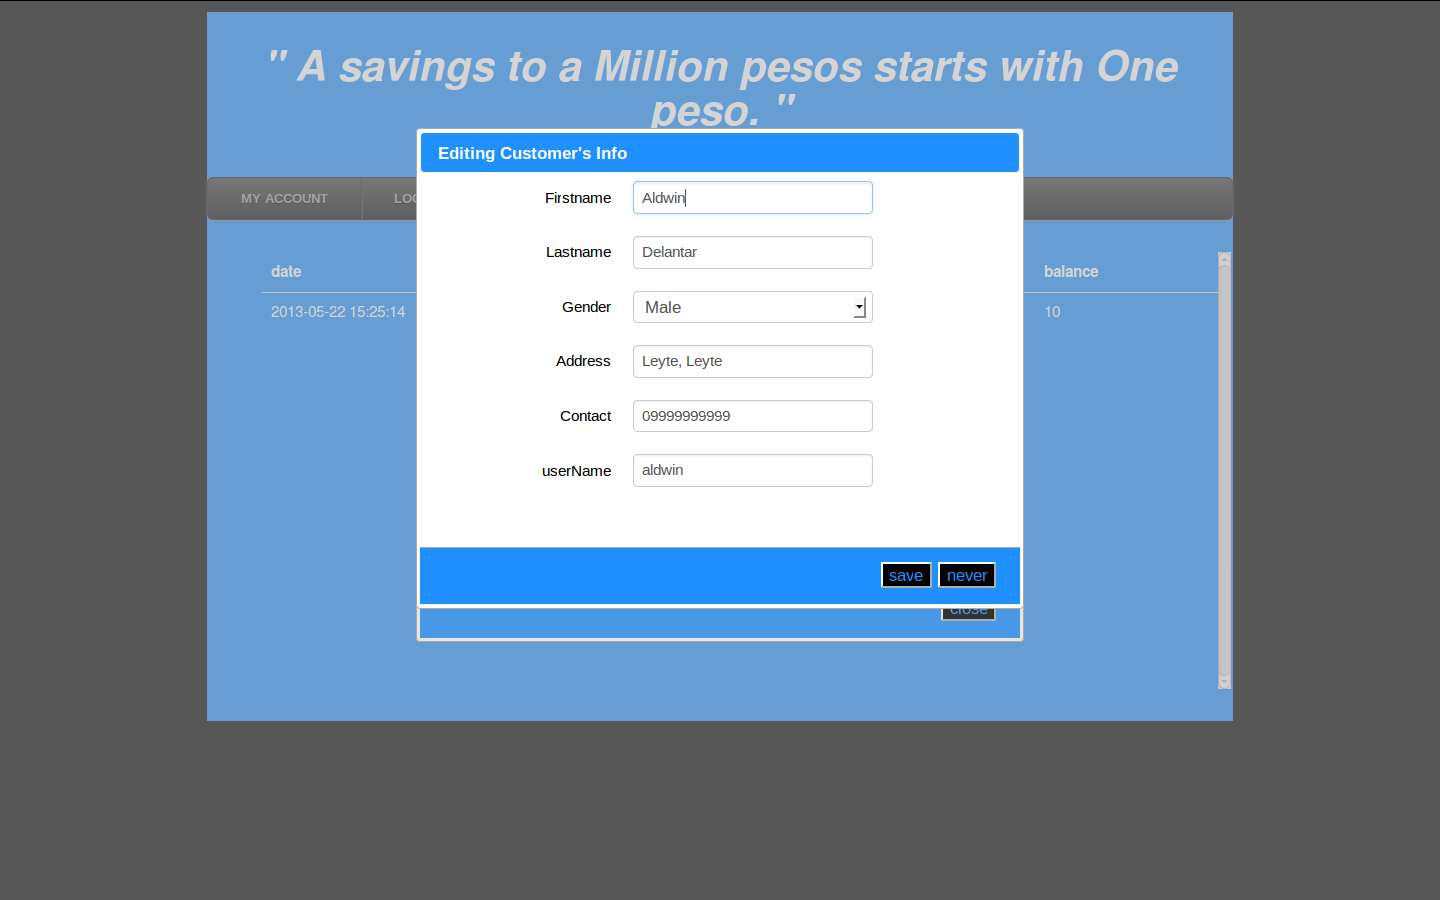 " A savings to a Million pesos starts with One
peso. "
Editing Customer's Info
MY ACCOUNT
Firstname Aldwin
Lastname Delantar
date balance
Gender Male
2013-05-22 15:25:14 10
Address Leyte, Leyte
Contact 09999999999
userName aldwin
save never
close